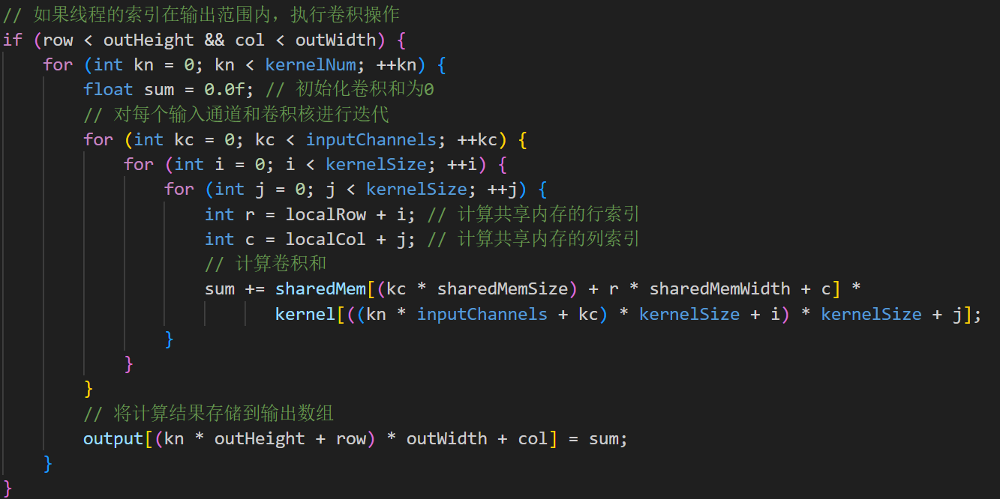 // 如果线程的索引在输出范围内，执行卷积操作
if (row < outHeight && col < outWidth) {
    for (int kn = 0; kn < kernelNum; ++kn) {
        float sum = 0.0f; // 初始化卷积和为0
        // 对每个输入通道和卷积核进行迭代
        for (int kc = 0; kc < inputChannels; ++kc) {
            for (int i = 0; i < kernelSize; ++i) {
                for (int j = 0; j < kernelSize; ++j) {
                    int r = localRow + i; // 计算共享内存的行索引
                    int c = localCol + j; // 计算共享内存的列索引
                    // 计算卷积和
                    sum += sharedMem[(kc * sharedMemSize) + r * sharedMemWidth + c] *
                           kernel[((kn * inputChannels + kc) * kernelSize + i) * kernelSize + j];
                }
            }
        }
        // 将计算结果存储到输出数组
        output[(kn * outHeight + row) * outWidth + col] = sum;
    }
}